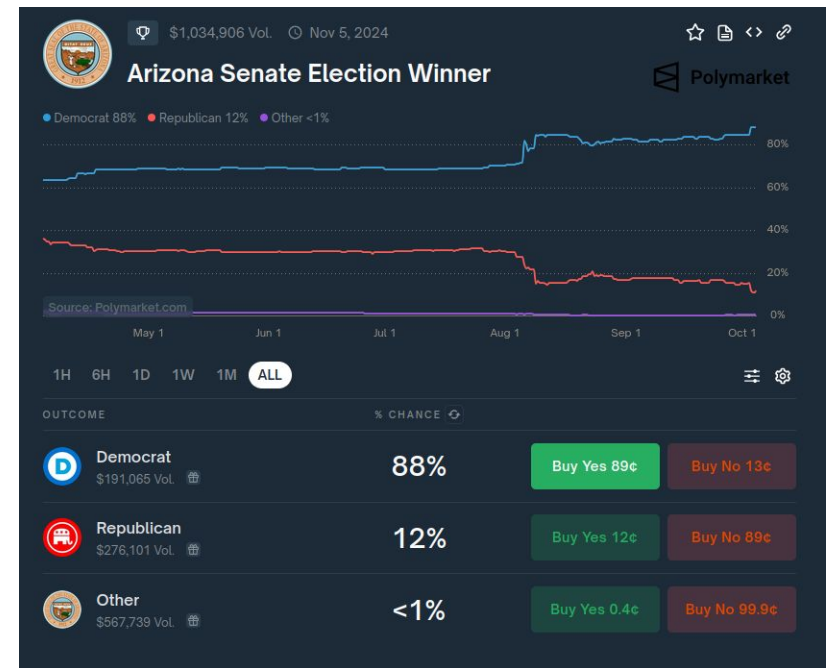 $1,034,906 Vol. Nov 5, 2024
Arizona Senate Election Winner
Polymarket
Democrat 88% Republican 12% Other <1%
80%
60%
40%
20%
0%
Source: Polymarket.com
May 1 Jun 1 Jul 1 Aug 1 Sep 1 Oct 1
1H 6H 1D 1W 1M ALL
OUTCOME % CHANCE
Democrat
$191,065 Vol.
88%
Buy Yes 89¢ Buy No 13¢
Republican
$276,101 Vol.
12%
Buy Yes 12¢ Buy No 89¢
Other
$567,739 Vol.
<1%
Buy Yes 0.4¢ Buy No 99.9¢